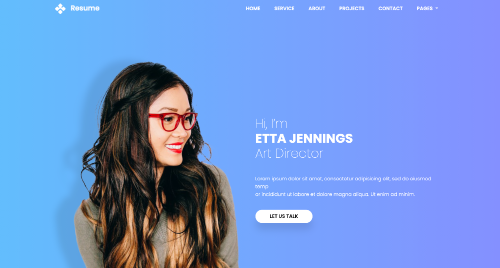 Resume
HOME SERVICE ABOUT PROJECTS CONTACT PAGES
Hi, I'm
ETTA JENNINGS
Art Director
Lorem ipsum dolor sit amet, consectetur adipisicing elit, sed do eiusmod
temp
or incididunt ut labore et dolore magna aliqua. Ut enim ad minim.
LET US TALK